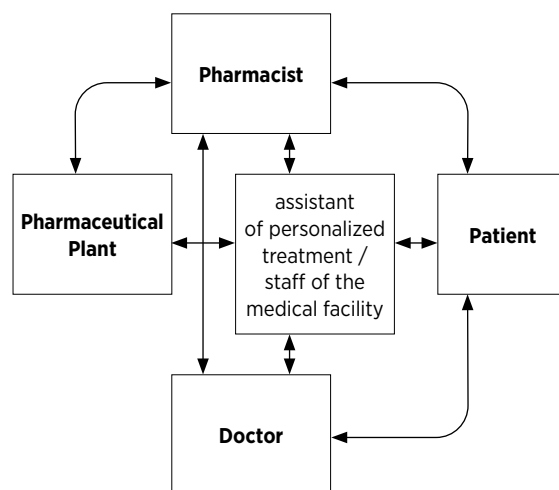 Pharmacist
Pharmaceutical
Plant
assistant
of personalized
treatment /
staff of the
medical facility
Patient
Doctor